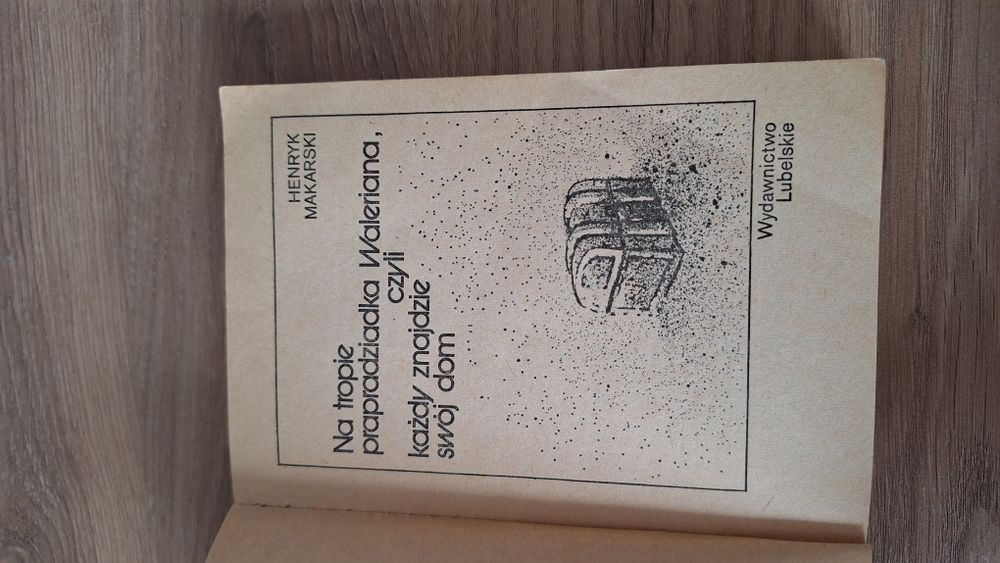 HENRYK
MAKARSKI
Na tropie
prapradziadka Waleriana,
czyli
każdy znajdzie
swój dom
Wydawnictwo
Lubelskie